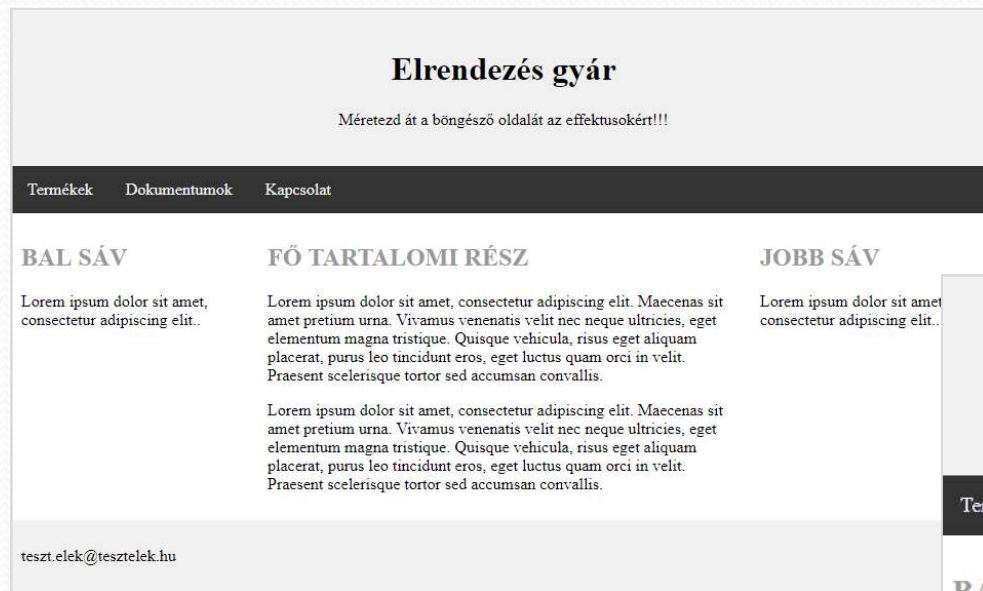 Elrendezés gyár
Méretezd át a böngésző oldalát az effektusokért!!!
Termékek Dokumentumok Kapcsolat
BAL SÁV
Lorem ipsum dolor sit amet,
consectetur adipiscing elit..
FŐ TARTALOMI RÉSZ
Lorem ipsum dolor sit amet, consectetur adipiscing elit. Maecenas sit
amet pretium urna. Vivamus venenatis velit nec neque ultricies, eget
elementum magna tristique. Quisque vehicula, risus eget aliquam
placerat, purus leo tincidunt eros, eget luctus quam orci in velit.
Praesent scelerisque tortor sed accumsan convallis.
Lorem ipsum dolor sit amet, consectetur adipiscing elit. Maecenas sit
amet pretium urna. Vivamus venenatis velit nec neque ultricies, eget
elementum magna tristique. Quisque vehicula, risus eget aliquam
placerat, purus leo tincidunt eros, eget luctus quam orci in velit.
Praesent scelerisque tortor sed accumsan convallis.
JOBB SÁV
Lorem ipsum dolor sit amet
consectetur adipiscing elit..
teszt.elek@tesztelek.hu